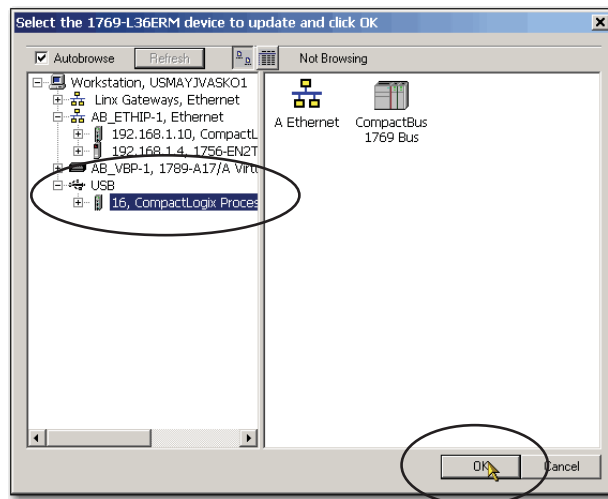 Select the 1769-L36ERM device to update and click OK
Autobrowse
Refresh
Not Browsing
Workstation, USMAYJVASKO1
Linx Gateways, Ethernet
AB_ETHIP-1, Ethernet
192.168.1.10, CompactL
192.168.1.4, 1756-EN2T
AB_VBP-1, 1789-A17/A Virtu
USB
16, CompactLogix Proces
A Ethernet
CompactBus
1769 Bus
OK
Cancel